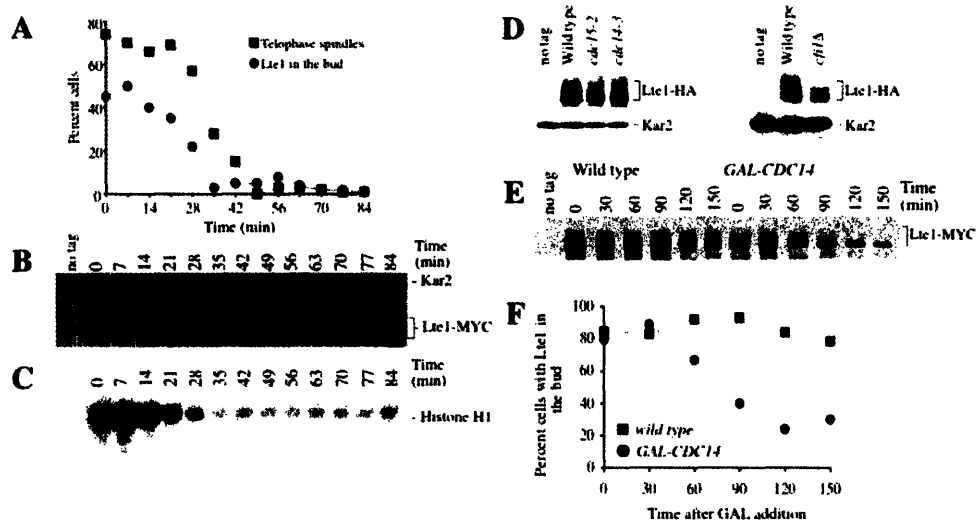 A
80
60
40
20
0
Percent cells
Telophase spindles
Lte1 in the bud
0 14 28 42 56 70 84
Time (min)
B
no tag
0 7 14 21 28 35 42 49 56 63 70 77 84
Time
(min)
- Kar2
Lte1-MYC
C
0 7 14 21 28 35 42 49 56 63 70 77 84
Time
(min)
- Histone H1
D
no tag
Wild type
cdc15-2
cdc14-3
Lte1-HA
- Kar2
no tag
Wild type
cfi1Δ
Lte1-HA
- Kar2
E
Wild type GAL-CDC14
no tag
0 30 60 90 120 150 0 30 60 90 120 150
Time
(min)
Lte1-MYC
F
100
80
60
40
20
0
Percent cells with Lte1 in
the bud
wild type
GAL-CDC14
0 30 60 90 120 150
Time after GAL addition